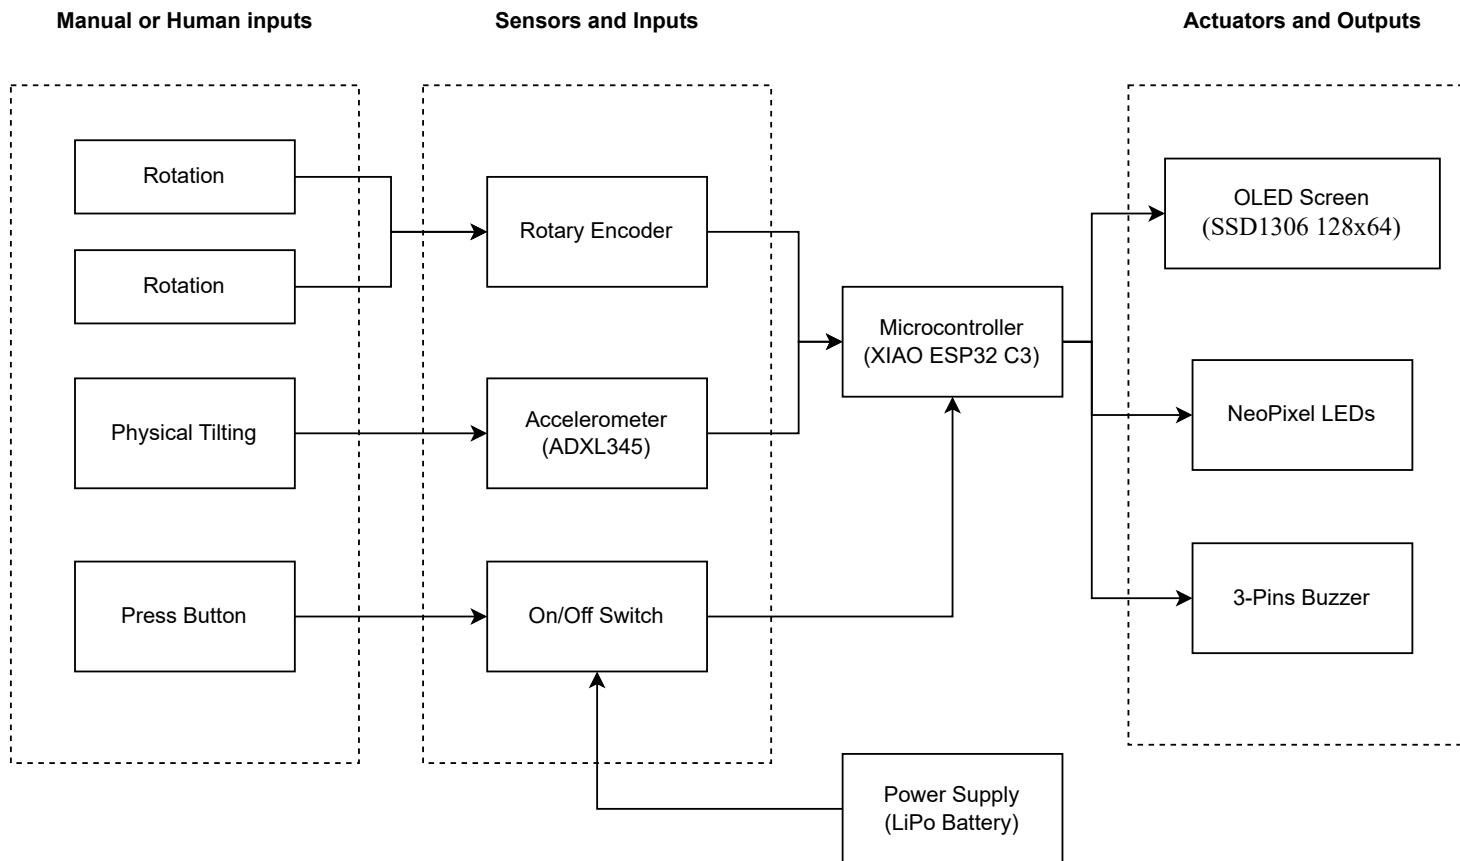 Manual or Human inputs
Sensors and Inputs
Actuators and Outputs
Rotation
Rotation
Physical Tilting
Press Button
Rotary Encoder
Accelerometer
(ADXL345)
On/Off Switch
Microcontroller
(XIAO ESP32 C3)
Power Supply
(LiPo Battery)
OLED Screen
(SSD1306 128x64)
NeoPixel LEDs
3-Pins Buzzer